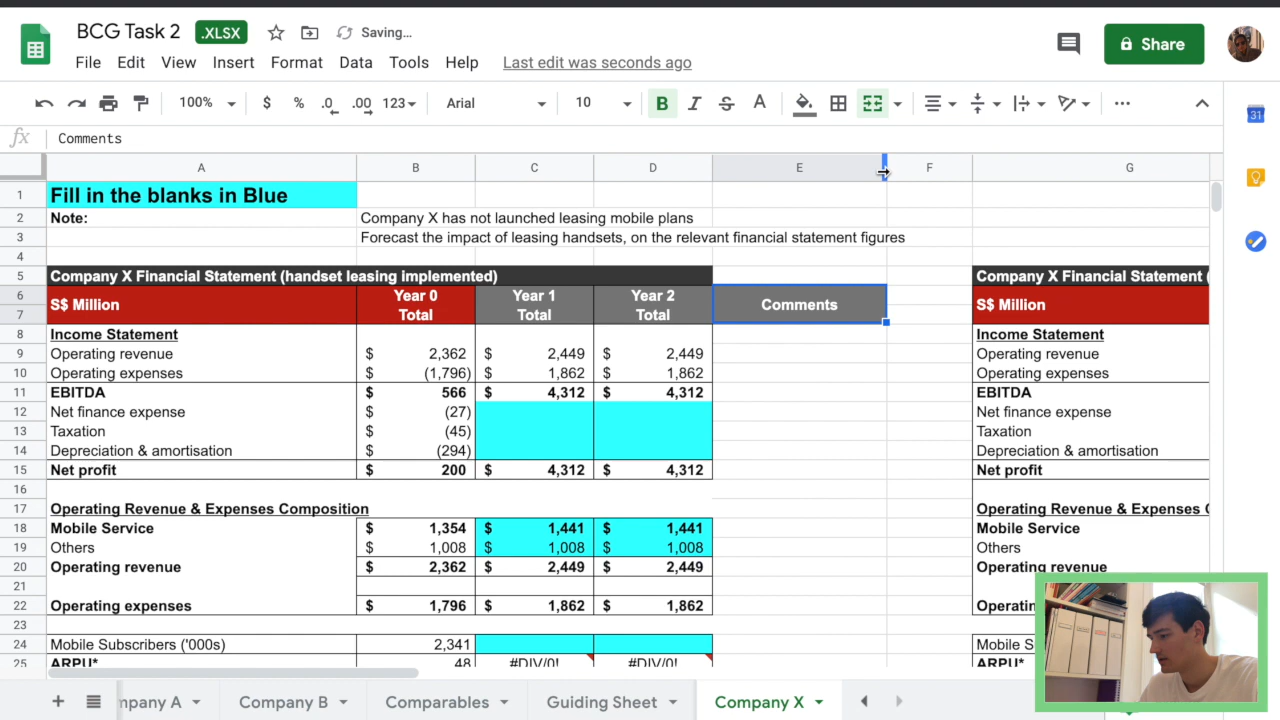 BCG Task 2 .XLSX Saving...
File Edit View Insert Format Data Tools Help Last edit was seconds ago
Share
100% $ % .0 .00 123 Arial 10 B I S A
fx Comments
A B C D E F G
1 Fill in the blanks in Blue
2 Note: Company X has not launched leasing mobile plans
3 Forecast the impact of leasing handsets, on the relevant financial statement figures
4
5 Company X Financial Statement (handset leasing implemented) Company X Financial Statement (
6 S$ Million Year 0 Year 1 Year 2 Comments S$ Million
7 Total Total Total
8 Income Statement Income Statement
9 Operating revenue $ 2,362 $ 2,449 $ 2,449 Operating revenue
10 Operating expenses $ (1,796) $ 1,862 $ 1,862 Operating expenses
11 EBITDA $ 566 $ 4,312 $ 4,312 EBITDA
12 Net finance expense $ (27) Net finance expense
13 Taxation $ (45) Taxation
14 Depreciation & amortisation $ (294) Depreciation & amortisation
15 Net profit $ 200 $ 4,312 $ 4,312 Net profit
16
17 Operating Revenue & Expenses Composition Operating Revenue & Expenses C
18 Mobile Service $ 1,354 $ 1,441 $ 1,441 Mobile Service
19 Others $ 1,008 $ 1,008 $ 1,008 Others
20 Operating revenue $ 2,362 $ 2,449 $ 2,449 Operating revenue
21
22 Operating expenses $ 1,796 $ 1,862 $ 1,862 Operati
23
24 Mobile Subscribers ('000s) 2,341 Mobile S
25 ARPU* 48 #DIV/0! #DIV/0! ARPU*
mpany A Company B Comparables Guiding Sheet Company X
31